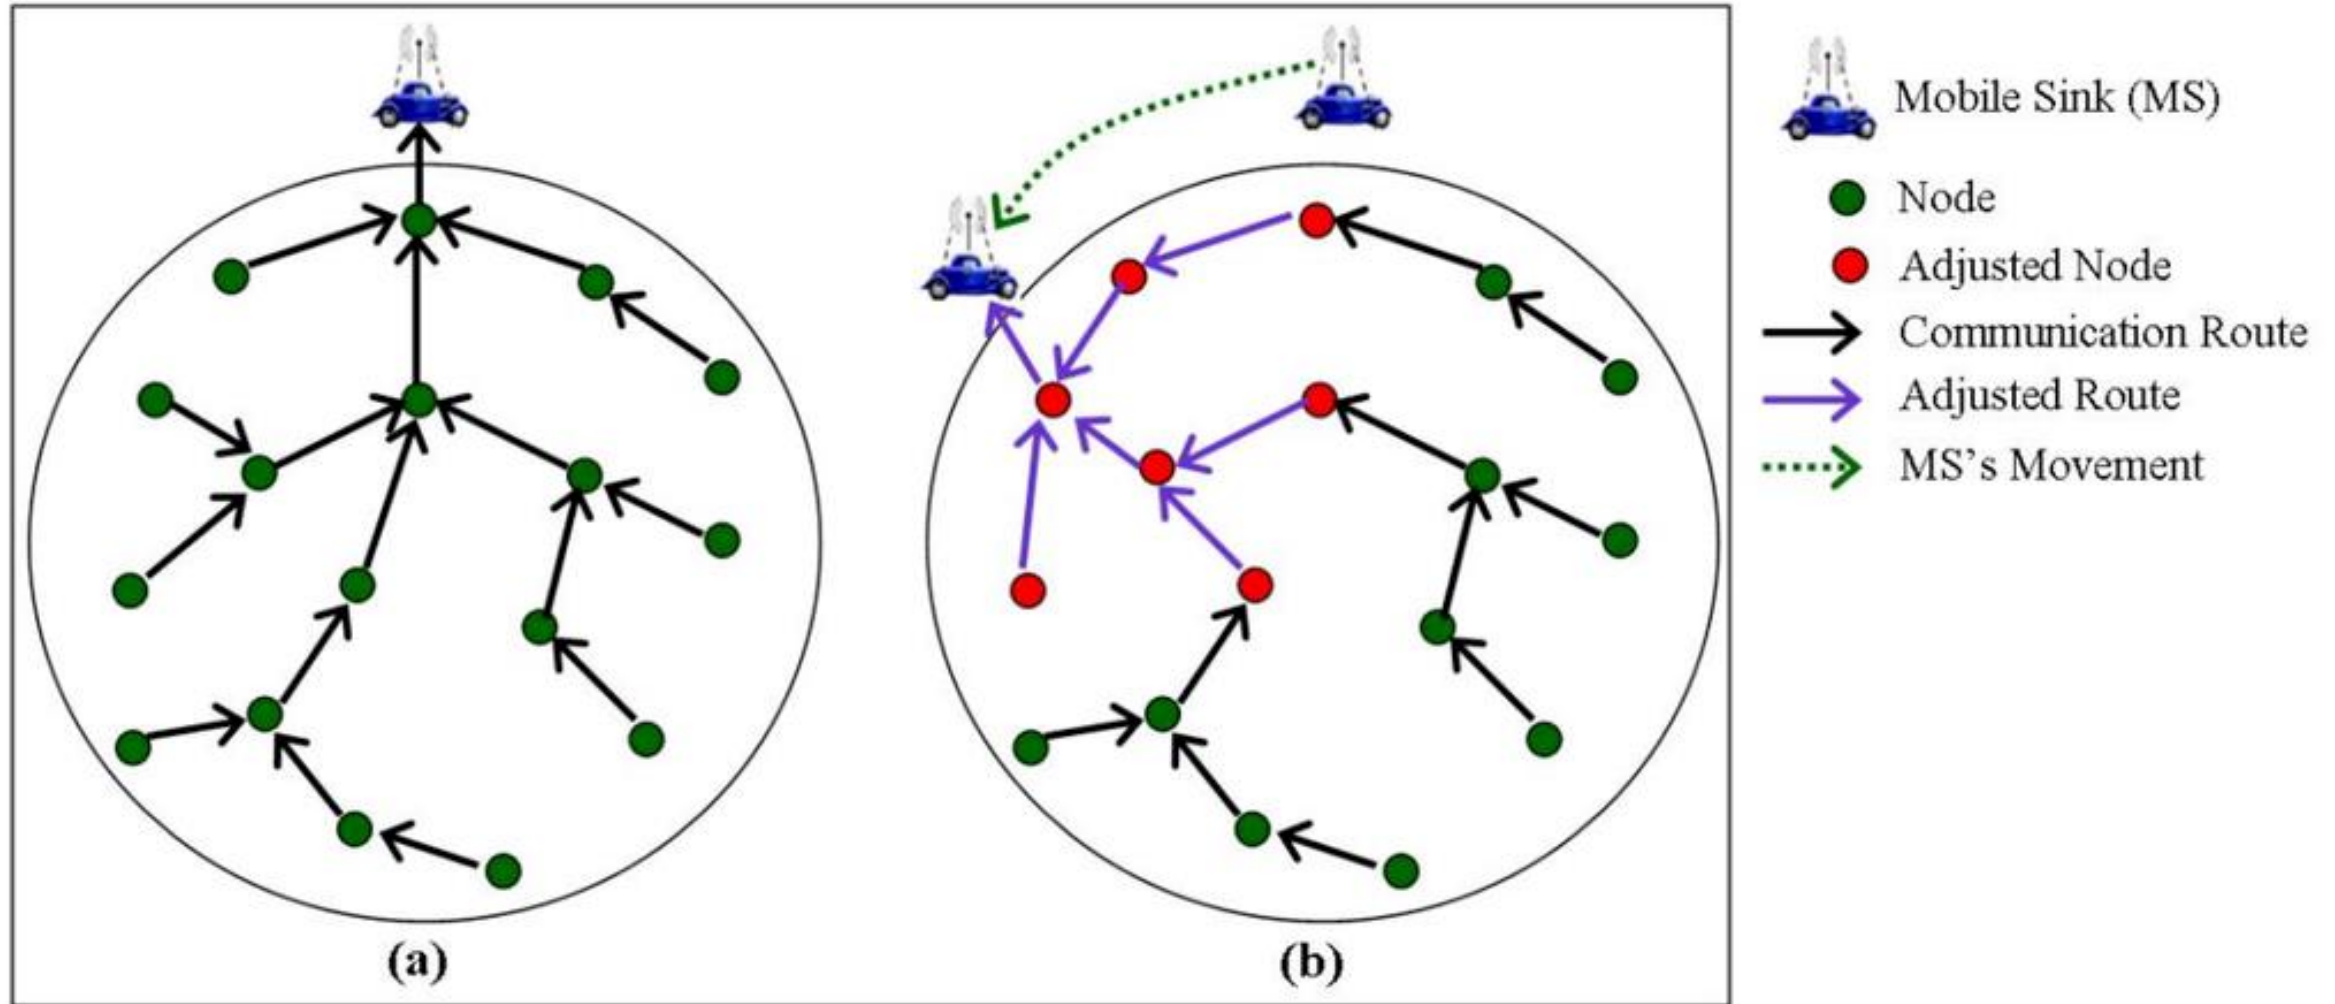 Mobile Sink (MS)
Node
Adjusted Node
Communication Route
Adjusted Route
MS's Movement
(a)
(b)